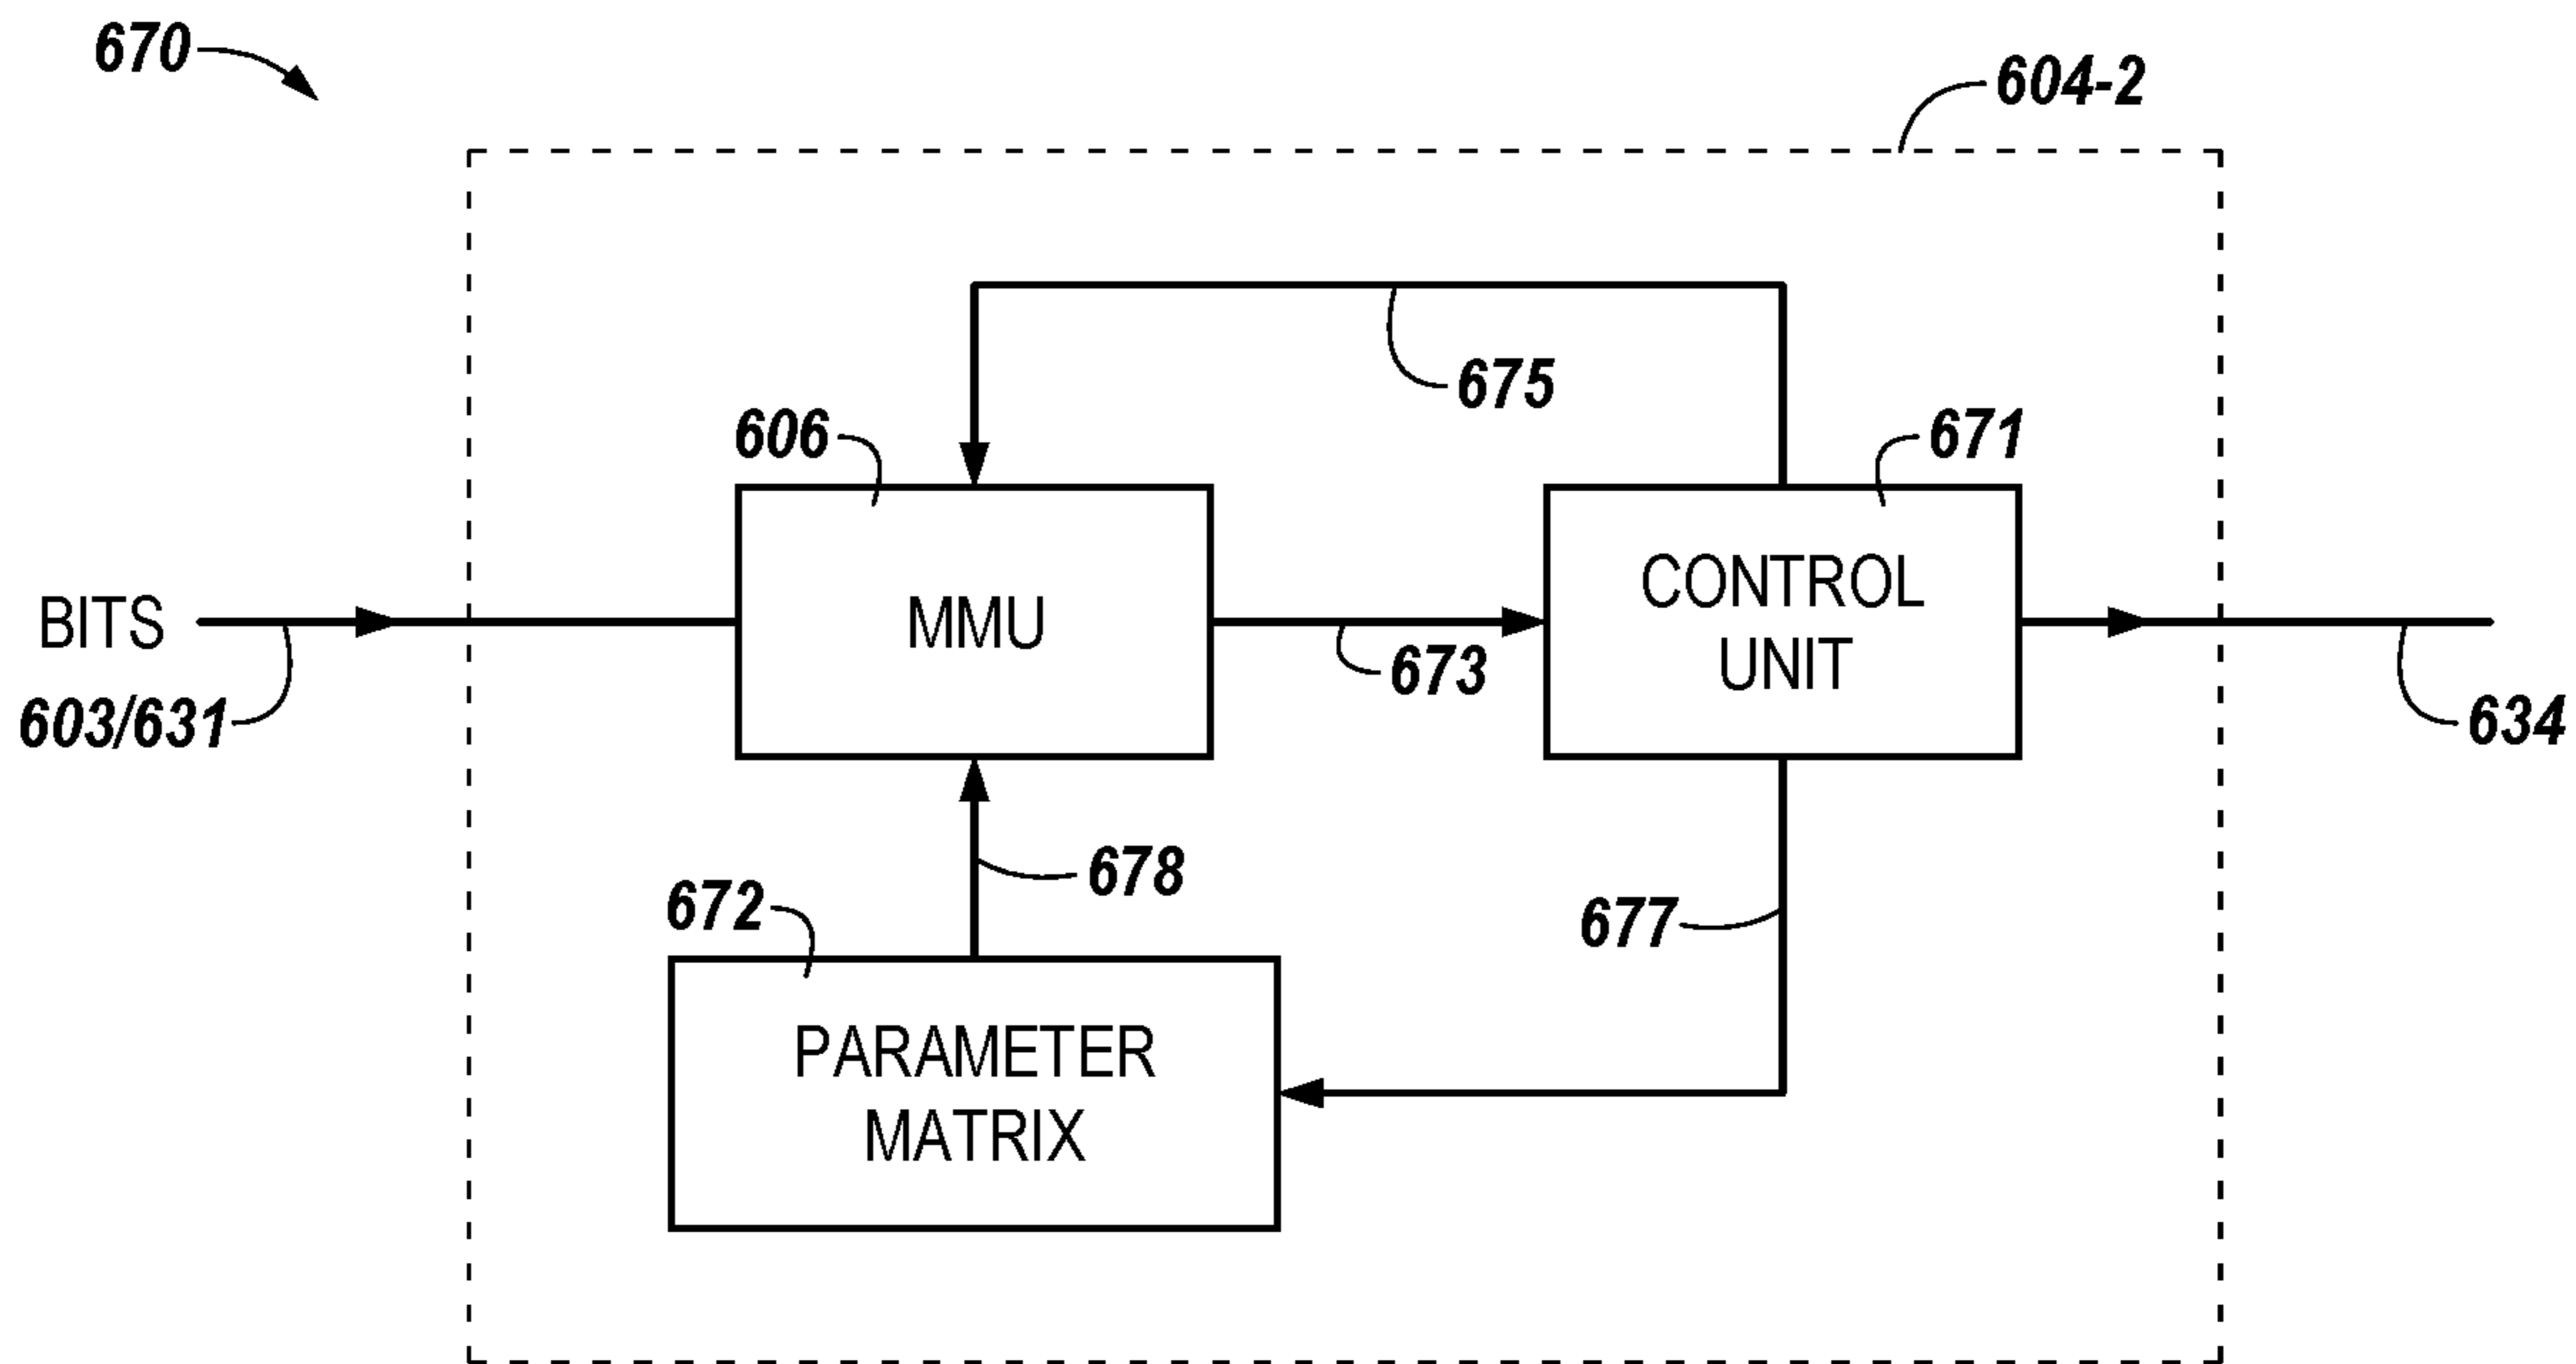 670
604-2
675
606
671
BITS
MMU
CONTROL
UNIT
673
603/631
634
678
672
677
PARAMETER
MATRIX